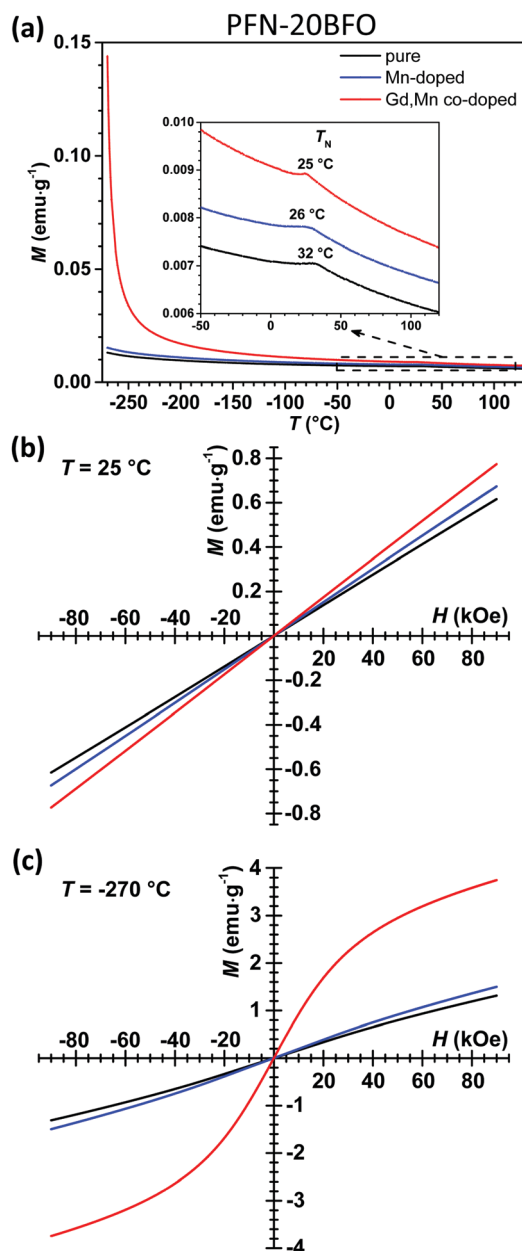 (a)
PFN-20BFO
pure
Mn-doped
Gd,Mn co-doped
M (emu·g⁻¹)
0.15
0.10
0.05
0.00
0.010
0.009
0.008
0.007
0.006
T_N
25 °C
26 °C
32 °C
-50 0 50 100
-250 -200 -150 -100 -50 0 50 100
T (°C)
(b)
T = 25 °C
M (emu·g⁻¹)
0.8
0.6
0.4
0.2
H (kOe)
-80 -60 -40 -20
20 40 60 80
-0.2
-0.4
-0.6
-0.8
(c)
T = -270 °C
M (emu·g⁻¹)
4
3
2
1
H (kOe)
-80 -60 -40 -20
20 40 60 80
-1
-2
-3
-4